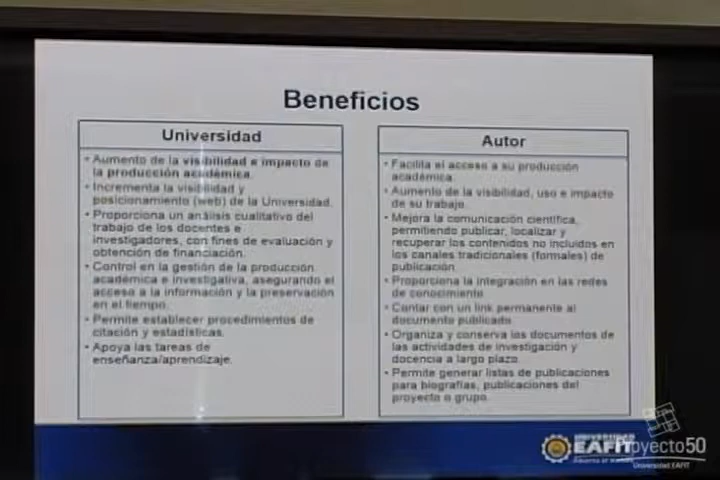 Beneficios
Universidad
• Aumento de la visibilidad e impacto de
la producción académica.
• Incrementa la visibilidad y
posicionamiento (web) de la Universidad.
• Proporciona un análisis cualitativo del
trabajo de los docentes e
investigadores, con fines de evaluación y
obtención de financiación.
• Control en la gestión de la producción
académica e investigativa, asegurando el
acceso a la información y la preservación
en el tiempo.
• Permite establecer procedimientos de
citación y estadísticas.
• Apoya las tareas de
enseñanza/aprendizaje.
Autor
• Facilita el acceso a su producción
académica.
• Aumento de la visibilidad, uso e impacto
de su trabajo.
• Mejora la comunicación científica,
permitiendo publicar, localizar y
recuperar los contenidos no incluidos en
los canales tradicionales (formales) de
publicación.
• Proporciona la integración en las redes
de conocimiento.
• Contar con un link permanente al
documento publicado.
• Organiza y conserva los documentos de
las actividades de investigación y
docencia a largo plazo.
• Permite generar listas de publicaciones
para biografías, publicaciones del
proyecto o grupo.
UNIVERSIDAD
EAFIT
Proyecto50
Universidad EAFIT